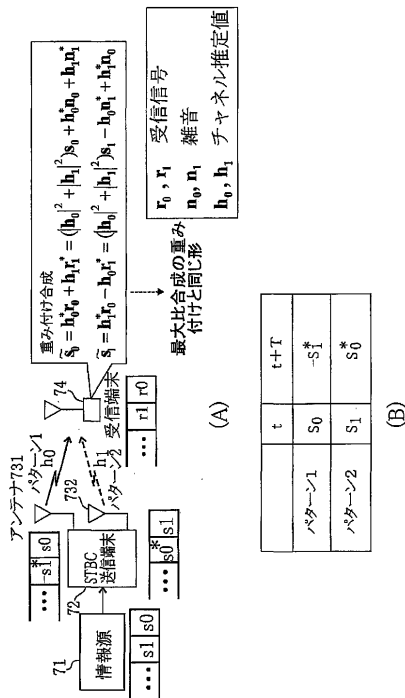 アンテナ731
パターン1
h0
h1
パターン2
732
… -s1* s0
72
STBC
送信端末
… s0* s1
71
情報源
… s1 s0
74
受信端末
… r1 r0
重み付け合成
s̃0 = h0*r0 + h1r1* = (|h0|² + |h1|²)s0 + h0*n0 + h1n1*
s̃1 = h1*r0 − h0r1* = (|h0|² + |h1|²)s1 − h0n1* + h1*n0
最大比合成の重み
付けと同じ形
r0 , r1 受信信号
n0, n1 雑音
h0, h1 チャネル推定値
(A)
t t+T
パターン1 S0 -S1*
パターン2 S1 S0*
(B)